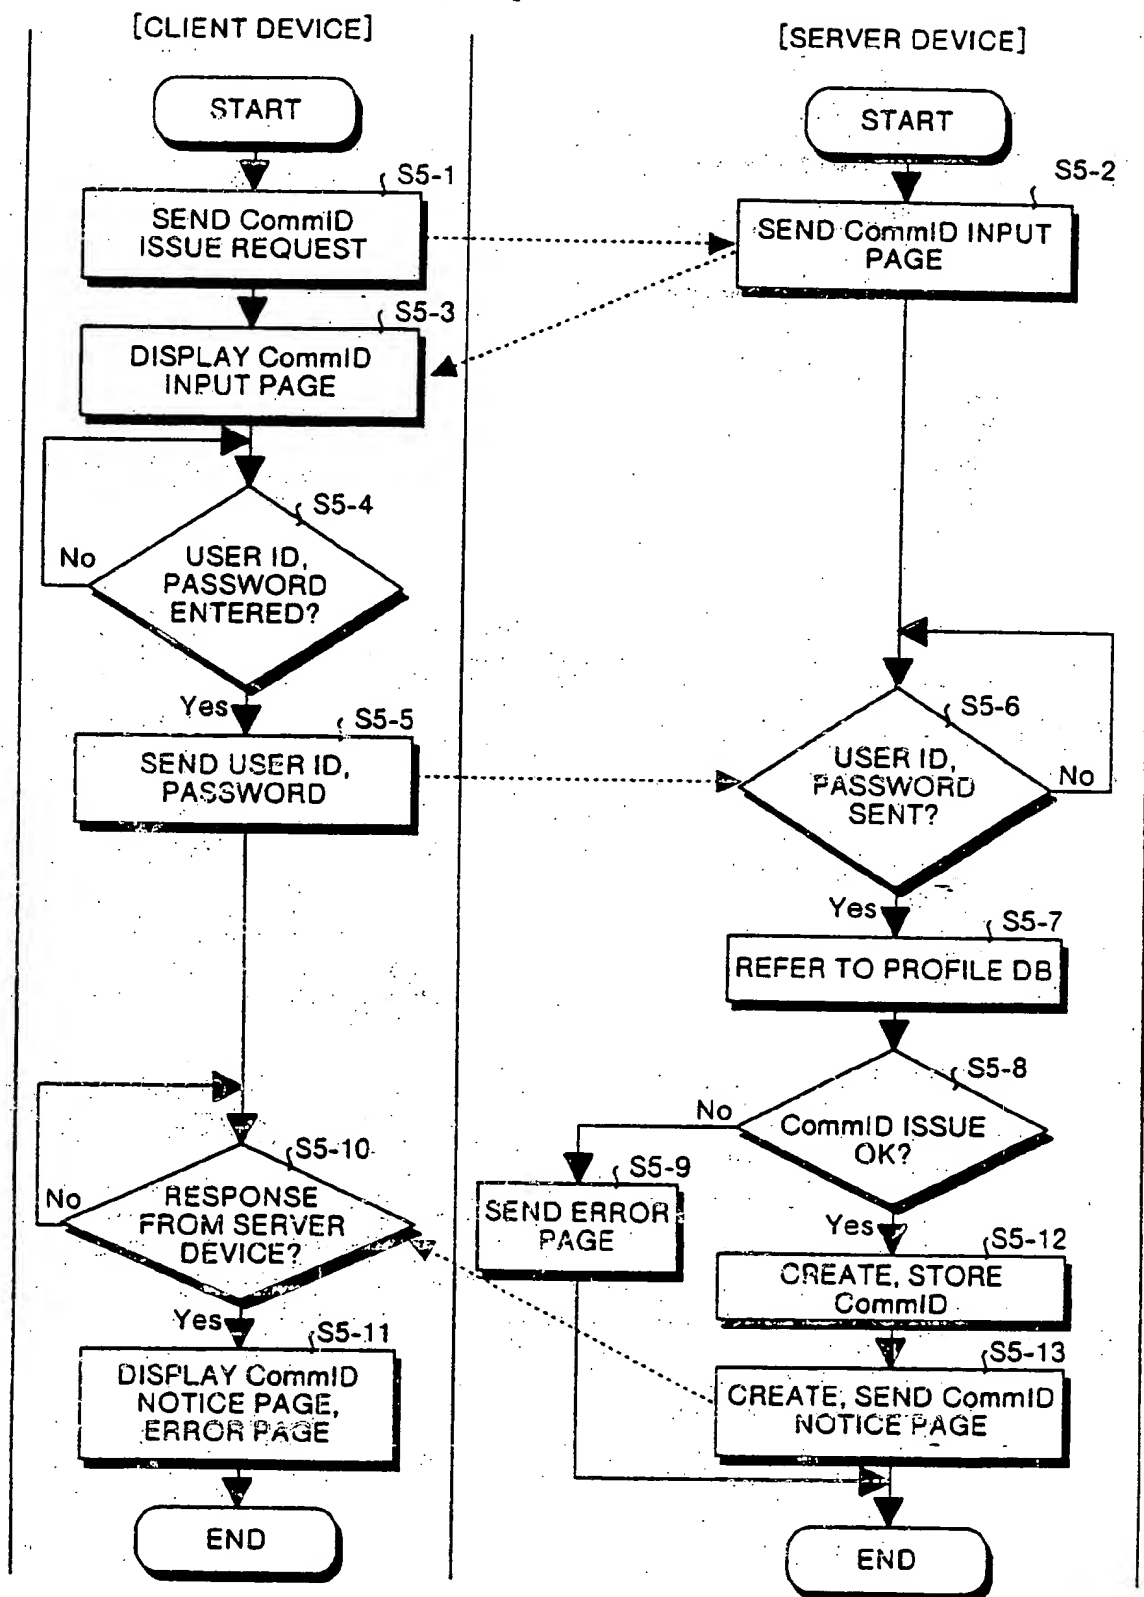 [CLIENT DEVICE]
START
S5-1
SEND CommID
ISSUE REQUEST
S5-3
DISPLAY CommID
INPUT PAGE
S5-4
No
USER ID,
PASSWORD
ENTERED?
Yes
S5-5
SEND USER ID,
PASSWORD
S5-10
No
RESPONSE
FROM SERVER
DEVICE?
Yes
S5-11
DISPLAY CommID
NOTICE PAGE,
ERROR PAGE
END
[SERVER DEVICE]
START
S5-2
SEND CommID INPUT
PAGE
S5-6
USER ID,
PASSWORD
SENT?
No
Yes
S5-7
REFER TO PROFILE DB
S5-8
No
CommID ISSUE
OK?
S5-9
SEND ERROR
PAGE
Yes
S5-12
CREATE, STORE
CommID
S5-13
CREATE, SEND CommID
NOTICE PAGE
END